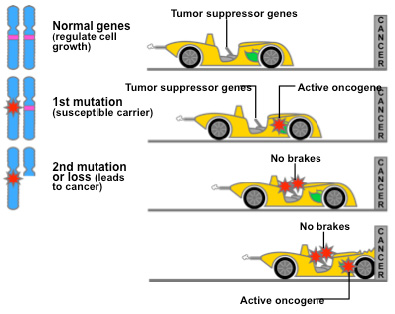 Normal genes
(regulate cell
growth)
Tumor suppressor genes
CANCER
1st mutation
(susceptible carrier)
Tumor suppressor genes
Active oncogene
CANCER
2nd mutation
or loss (leads
to cancer)
No brakes
CANCER
No brakes
Active oncogene
CANCER